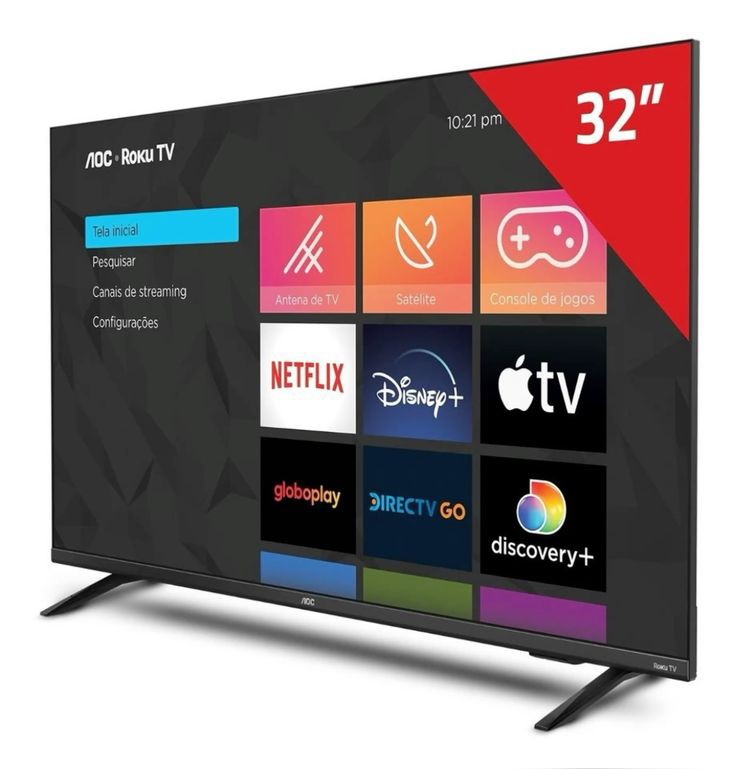 32"
10:21 pm
AOC • Roku TV
Tela inicial
Pesquisar
Canais de streaming
Configurações
Antena de TV
Satélite
Console de jogos
NETFLIX
Disney+
tv
globoplay
DIRECTV GO
discovery+
AOC
Roku TV